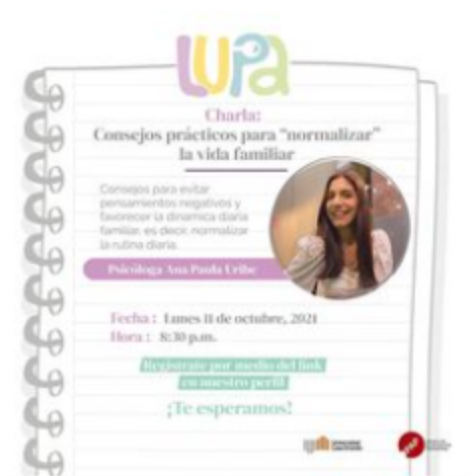 LUPA
Charla:
Consejos prácticos para "normalizar"
la vida familiar
Consejos para evitar
pensamientos negativos y
favorecer la dinamica diaria
familiar, es decir, normalizar
la rutina diaria.
Psicóloga Ana Paula Uribe
Fecha : Lunes 11 de octubre, 2021
Hora : 8:30 p.m.
Regístrate por medio del link
en nuestro perfil
¡Te esperamos!